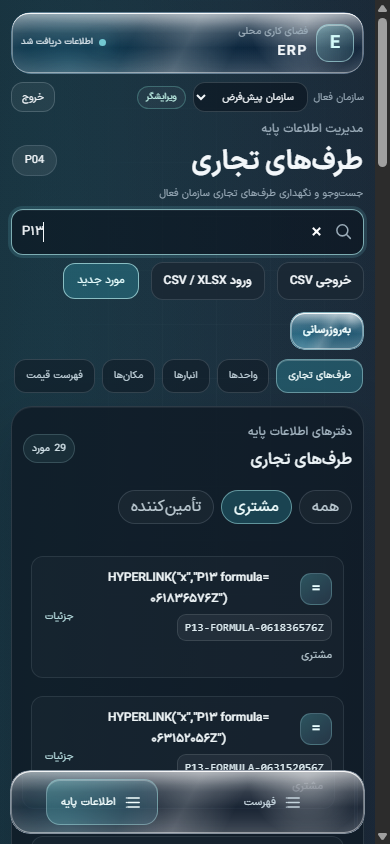 فضای کاری محلی
ERP
E
اطلاعات دریافت شد
سازمان فعال
سازمان پیش‌فرض
ویرایشگر
خروج
مدیریت اطلاعات پایه
طرف‌های تجاری
P04
جست‌وجو و نگهداری طرف‌های تجاری سازمان فعال
P۱۳
×
خروجی CSV
ورود CSV / XLSX
مورد جدید
به‌روزرسانی
طرف‌های تجاری
واحدها
انبارها
مکان‌ها
فهرست قیمت
دفترهای اطلاعات پایه
طرف‌های تجاری
29 مورد
همه
مشتری
تأمین‌کننده
=
HYPERLINK("x","P۱۳ formula=
۰۶۱۸۳۶۵۷۶Z")
P13-FORMULA-061836576Z
مشتری
جزئیات
=
HYPERLINK("x","P۱۳ formula=
۰۶۳۱۵۲۰۵۶Z")
P13-FORMULA-063152056Z
مشتری
جزئیات
فهرست
اطلاعات پایه